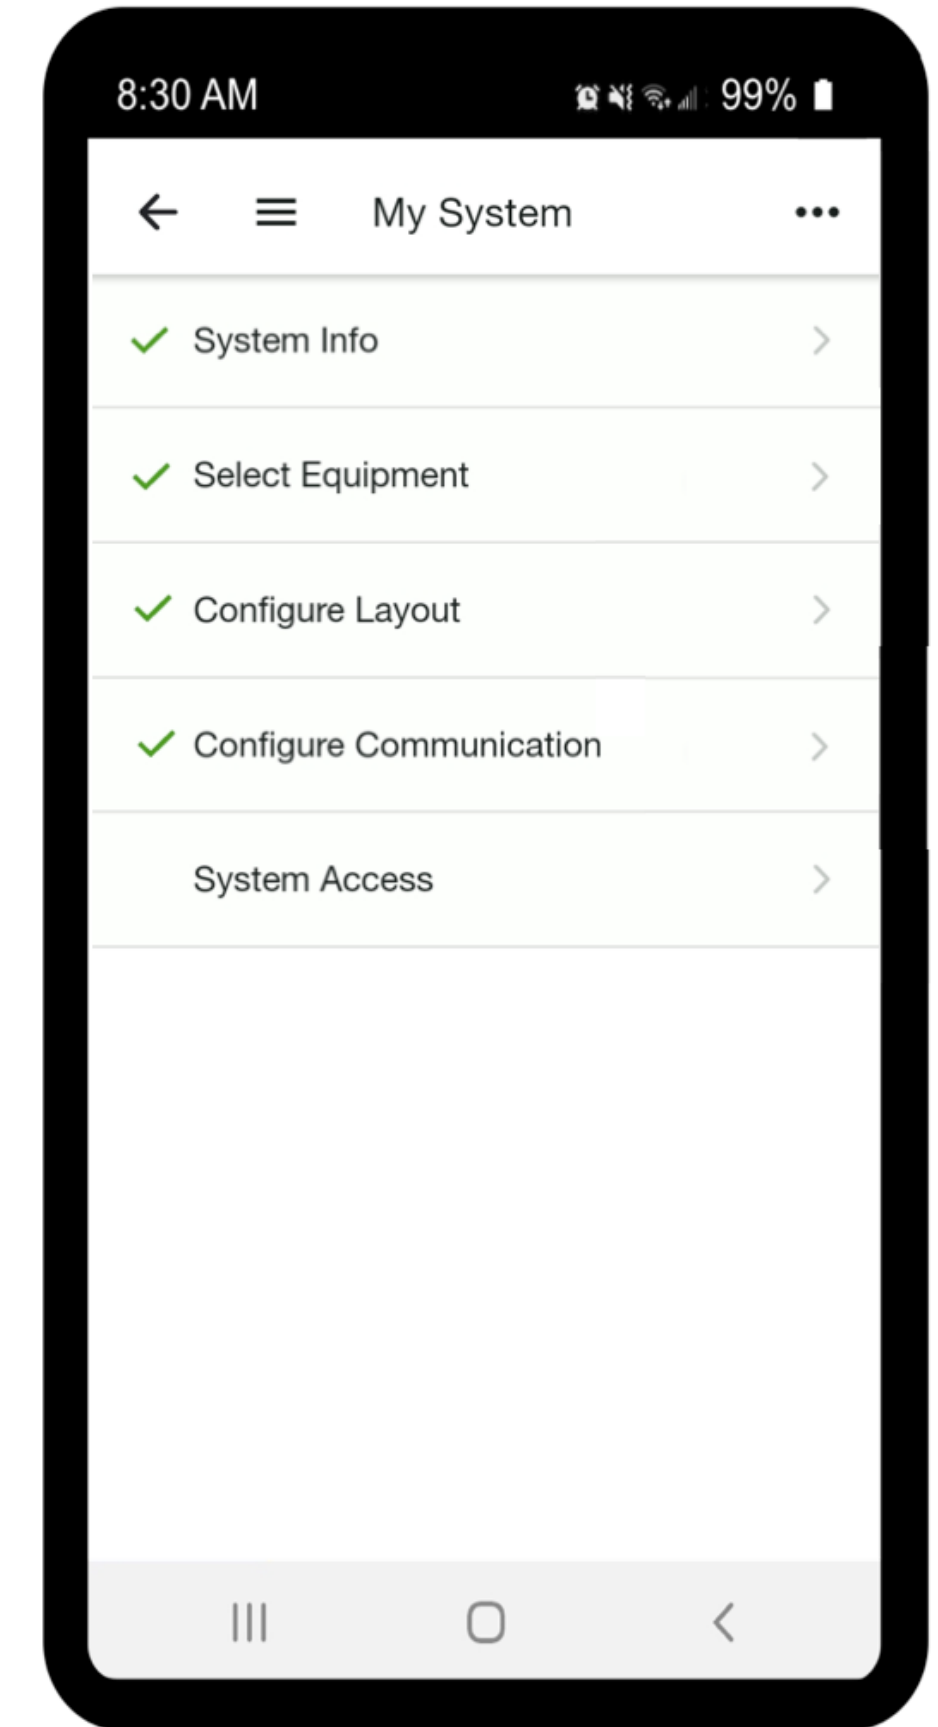 8:30 AM 99%
My System
System Info
Select Equipment
Configure Layout
Configure Communication
System Access